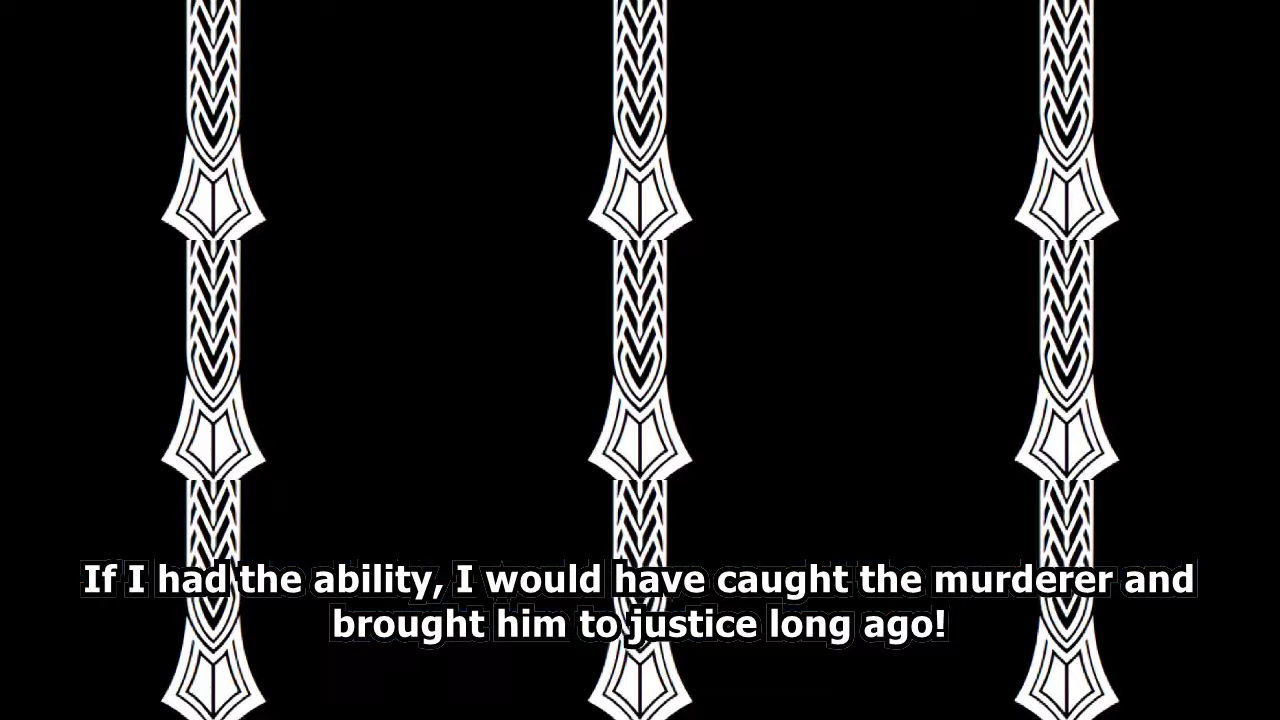 If I had the ability, I would have caught the murderer and
brought him to justice long ago!